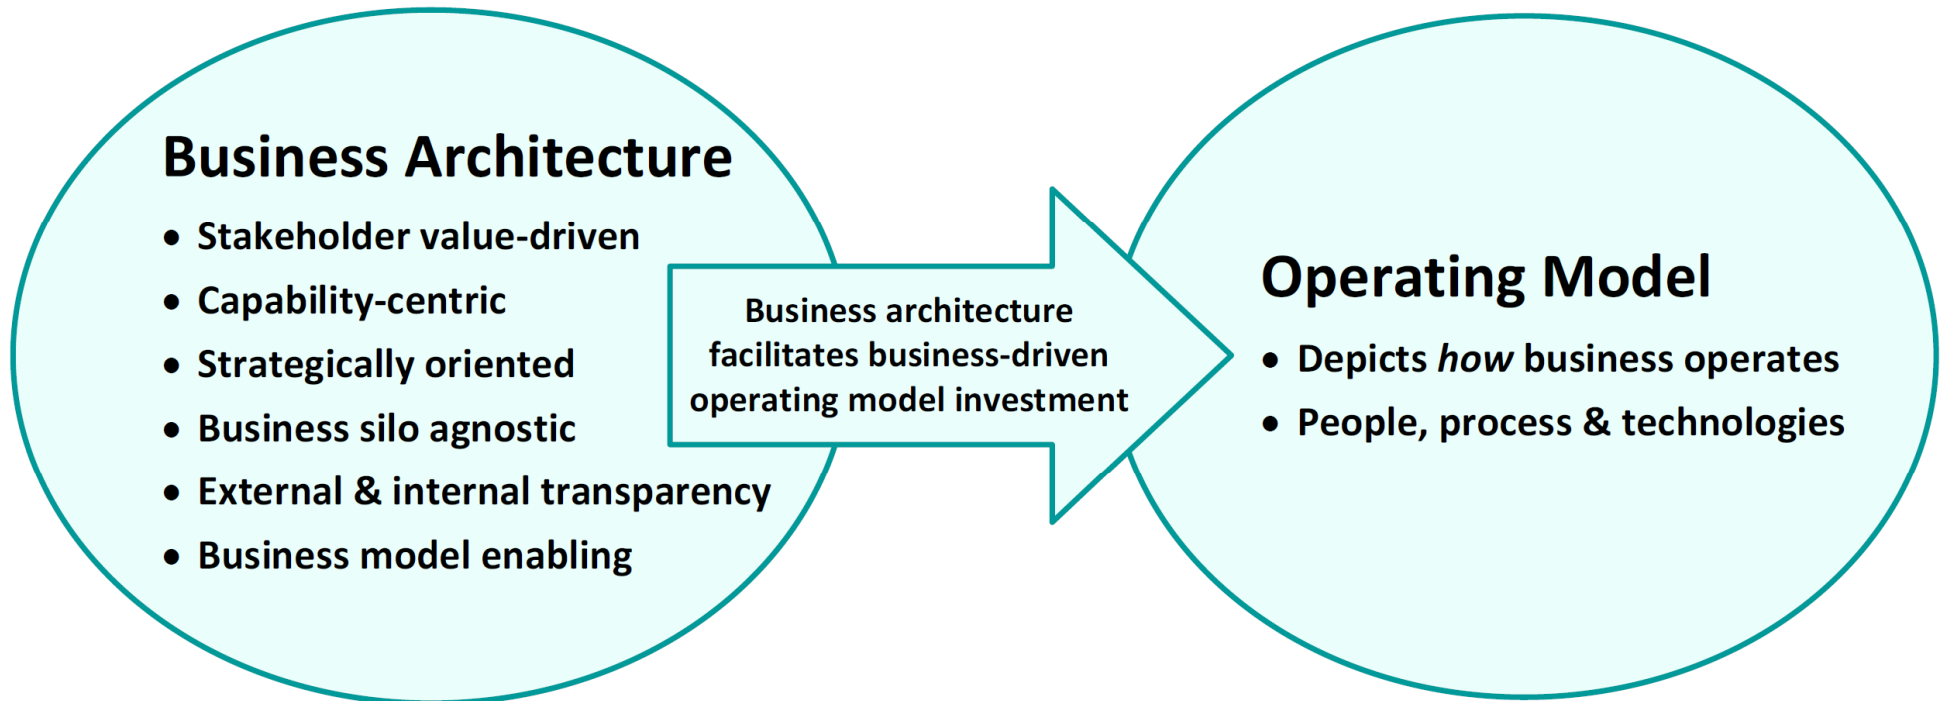 Business Architecture
• Stakeholder value-driven
• Capability-centric
• Strategically oriented
• Business silo agnostic
• External & internal transparency
• Business model enabling
Business architecture
facilitates business-driven
operating model investment
Operating Model
• Depicts how business operates
• People, process & technologies